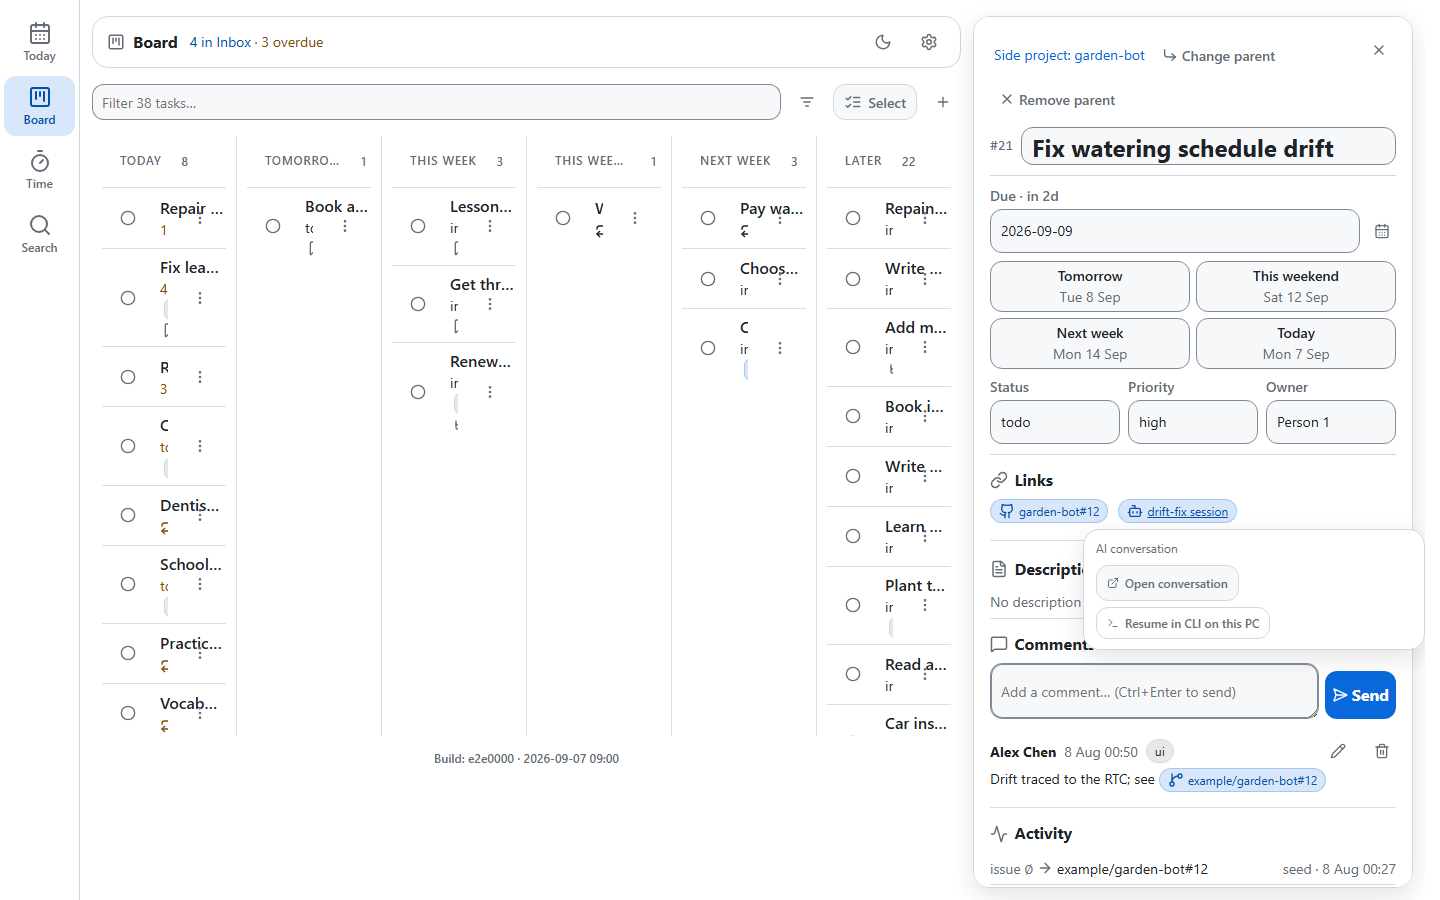 Today
Board
Time
Search
Board 4 in Inbox · 3 overdue
Filter 38 tasks...
Select
TODAY 8
Repair ...
1
Fix lea...
4
R
3
C
Dentis...
School...
Practic...
Vocab...
TOMORRO... 1
Book a...
THIS WEEK 3
Lesson...
Get thr...
Renew...
THIS WEE... 1
NEXT WEEK 3
Pay wa...
Choos...
C
LATER 22
Repain...
Write ...
Add m...
Book i...
Write ...
Learn ...
Plant t...
Read a...
Car ins...
Build: e2e0000 · 2026-09-07 09:00
Side project: garden-bot
Change parent
Remove parent
#21 Fix watering schedule drift
Due · in 2d
2026-09-09
Tomorrow
Tue 8 Sep
This weekend
Sat 12 Sep
Next week
Mon 14 Sep
Today
Mon 7 Sep
Status Priority Owner
todo high Person 1
Links
garden-bot#12 drift-fix session
AI conversation
Open conversation
Resume in CLI on this PC
Descripti
No description
Comments
Add a comment... (Ctrl+Enter to send)
Send
Alex Chen 8 Aug 00:50 ui
Drift traced to the RTC; see example/garden-bot#12
Activity
issue ∅ → example/garden-bot#12 seed · 8 Aug 00:27